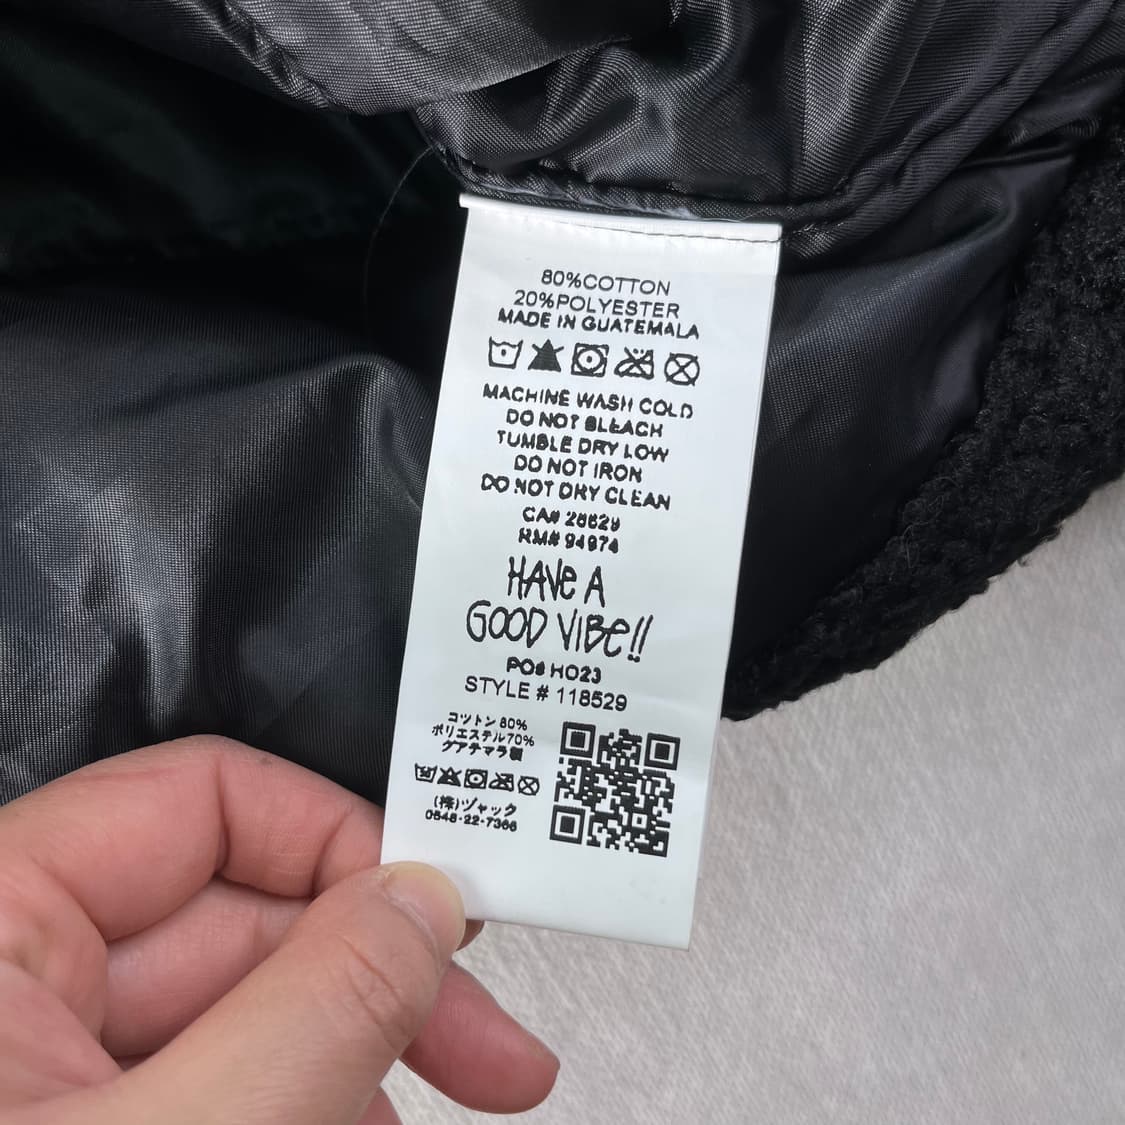 80%COTTON
20%POLYESTER
MADE IN GUATEMALA
MACHINE WASH COLD
DO NOT BLEACH
TUMBLE DRY LOW
DO NOT IRON
DO NOT DRY CLEAN
CA# 28629
RM# 94974
HAVE A
GOOD VIBE!!
PO# HO23
STYLE # 118529
コットン 80%
ポリエステル 70%
グアテマラ製
(株)ジャック
0548-22-7366